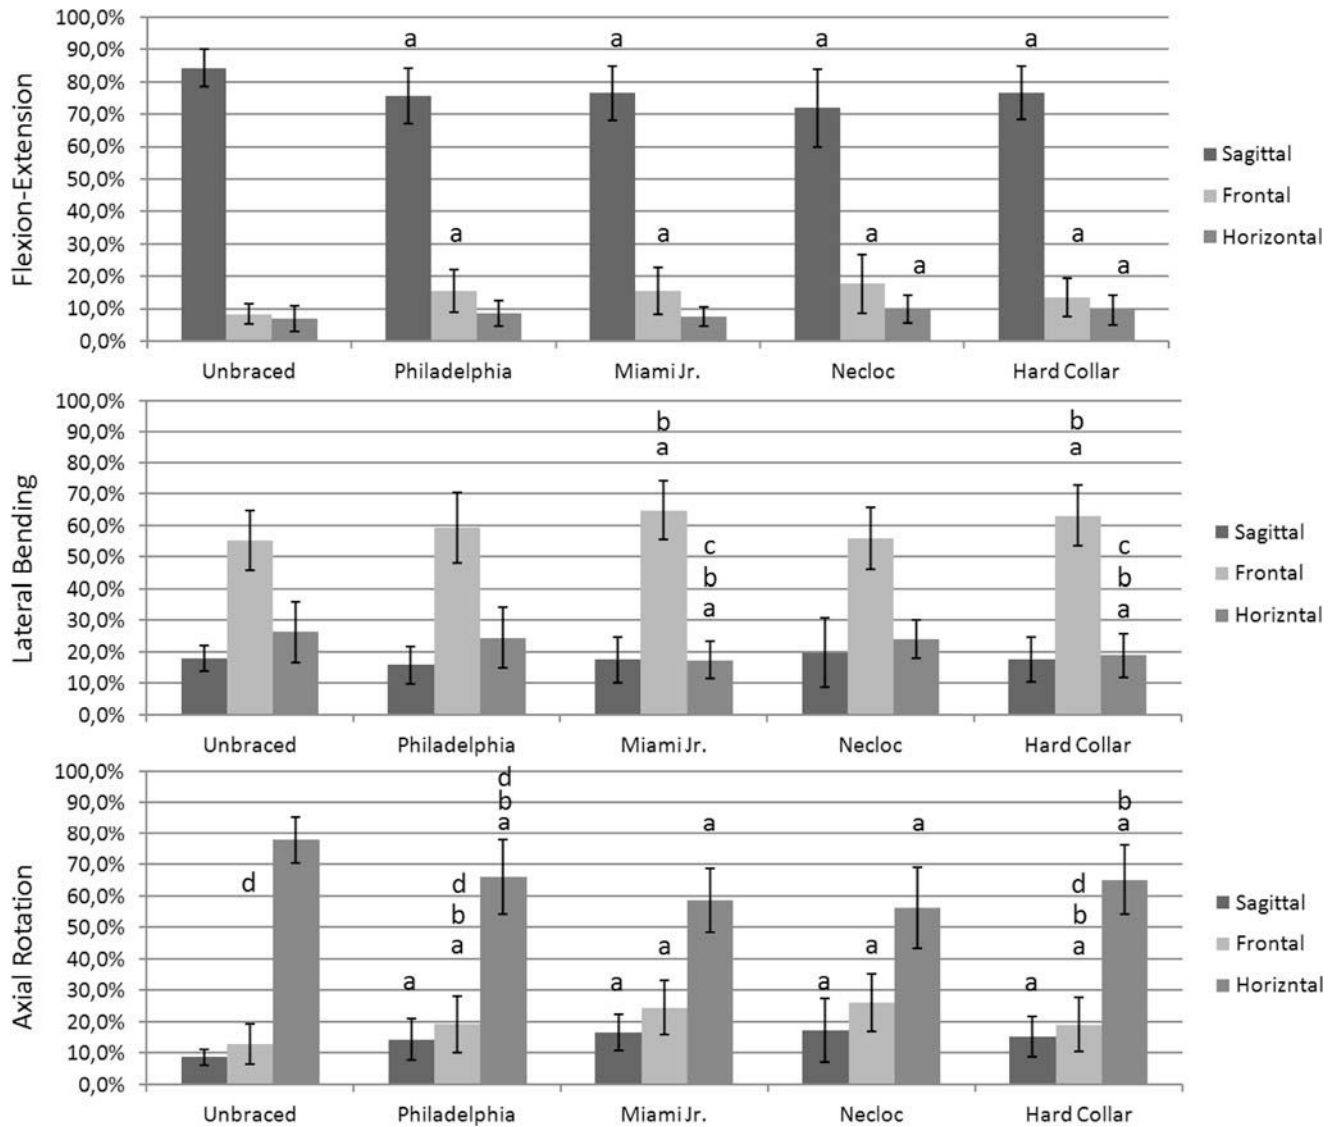 Flexion-Extension
100,0%
90,0%
80,0%
70,0%
60,0%
50,0%
40,0%
30,0%
20,0%
10,0%
0,0%
a a a a
a a a a
a a
Unbraced Philadelphia Miami Jr. Necloc Hard Collar
Sagittal
Frontal
Horizontal
Lateral Bending
100,0%
90,0%
80,0%
70,0%
60,0%
50,0%
40,0%
30,0%
20,0%
10,0%
0,0%
b b
a a
c c
b b
a a
Unbraced Philadelphia Miami Jr. Necloc Hard Collar
Sagittal
Frontal
Horizntal
Axial Rotation
100,0%
90,0%
80,0%
70,0%
60,0%
50,0%
40,0%
30,0%
20,0%
10,0%
0,0%
d
b b
a a a a
d d d
b b
a a a a
a a a a
Unbraced Philadelphia Miami Jr. Necloc Hard Collar
Sagittal
Frontal
Horizntal